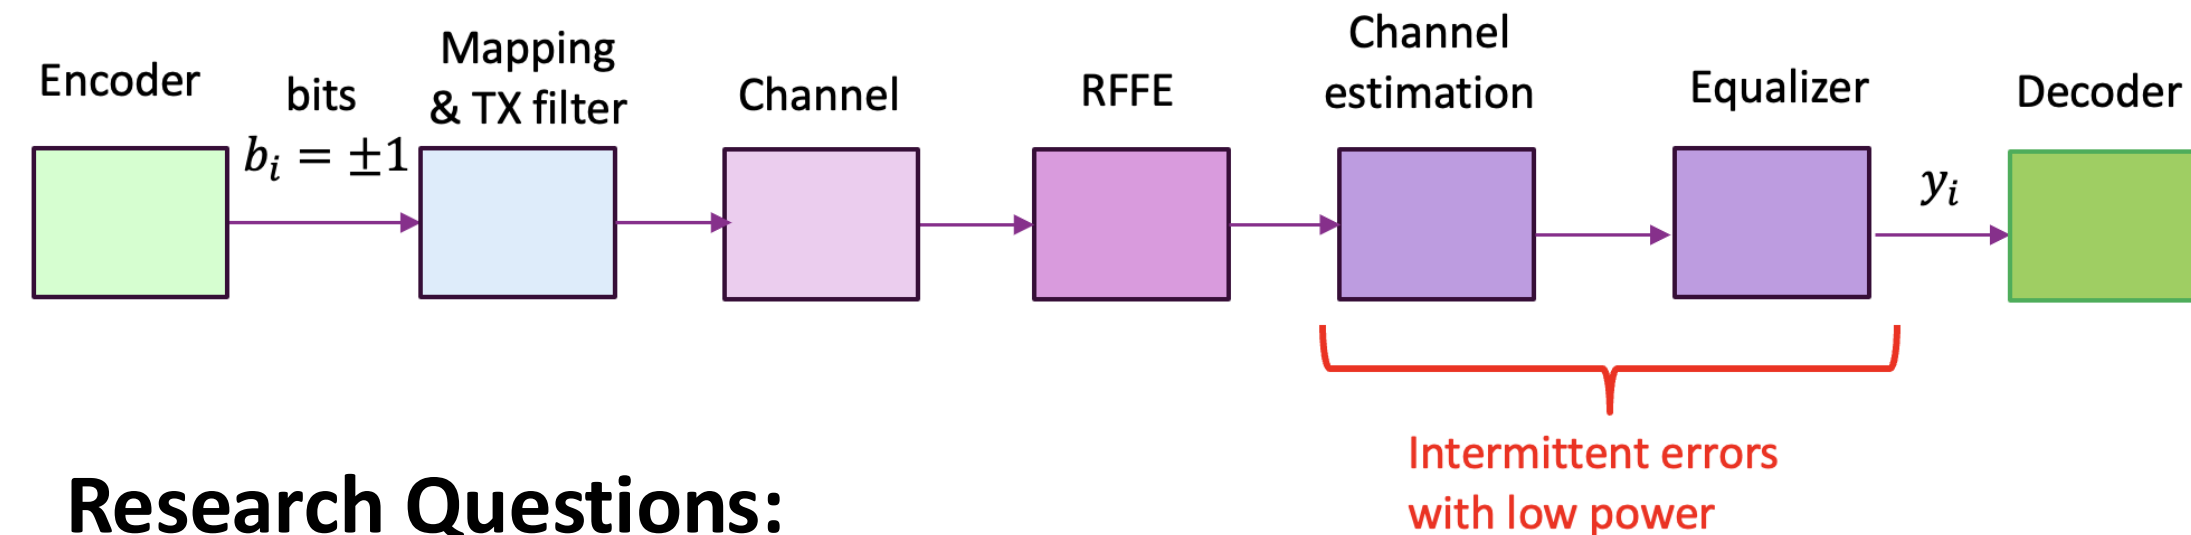 Encoder
bits
b_i = ±1
Mapping
& TX filter
Channel
RFFE
Channel
estimation
Equalizer
y_i
Decoder
Intermittent errors
with low power
Research Questions: